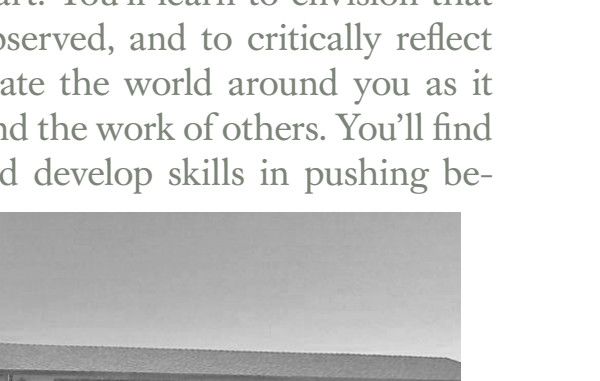 art. You'll learn to envision that
observed, and to critically reflect
ate the world around you as it
nd the work of others. You’ll find
d develop skills in pushing be-